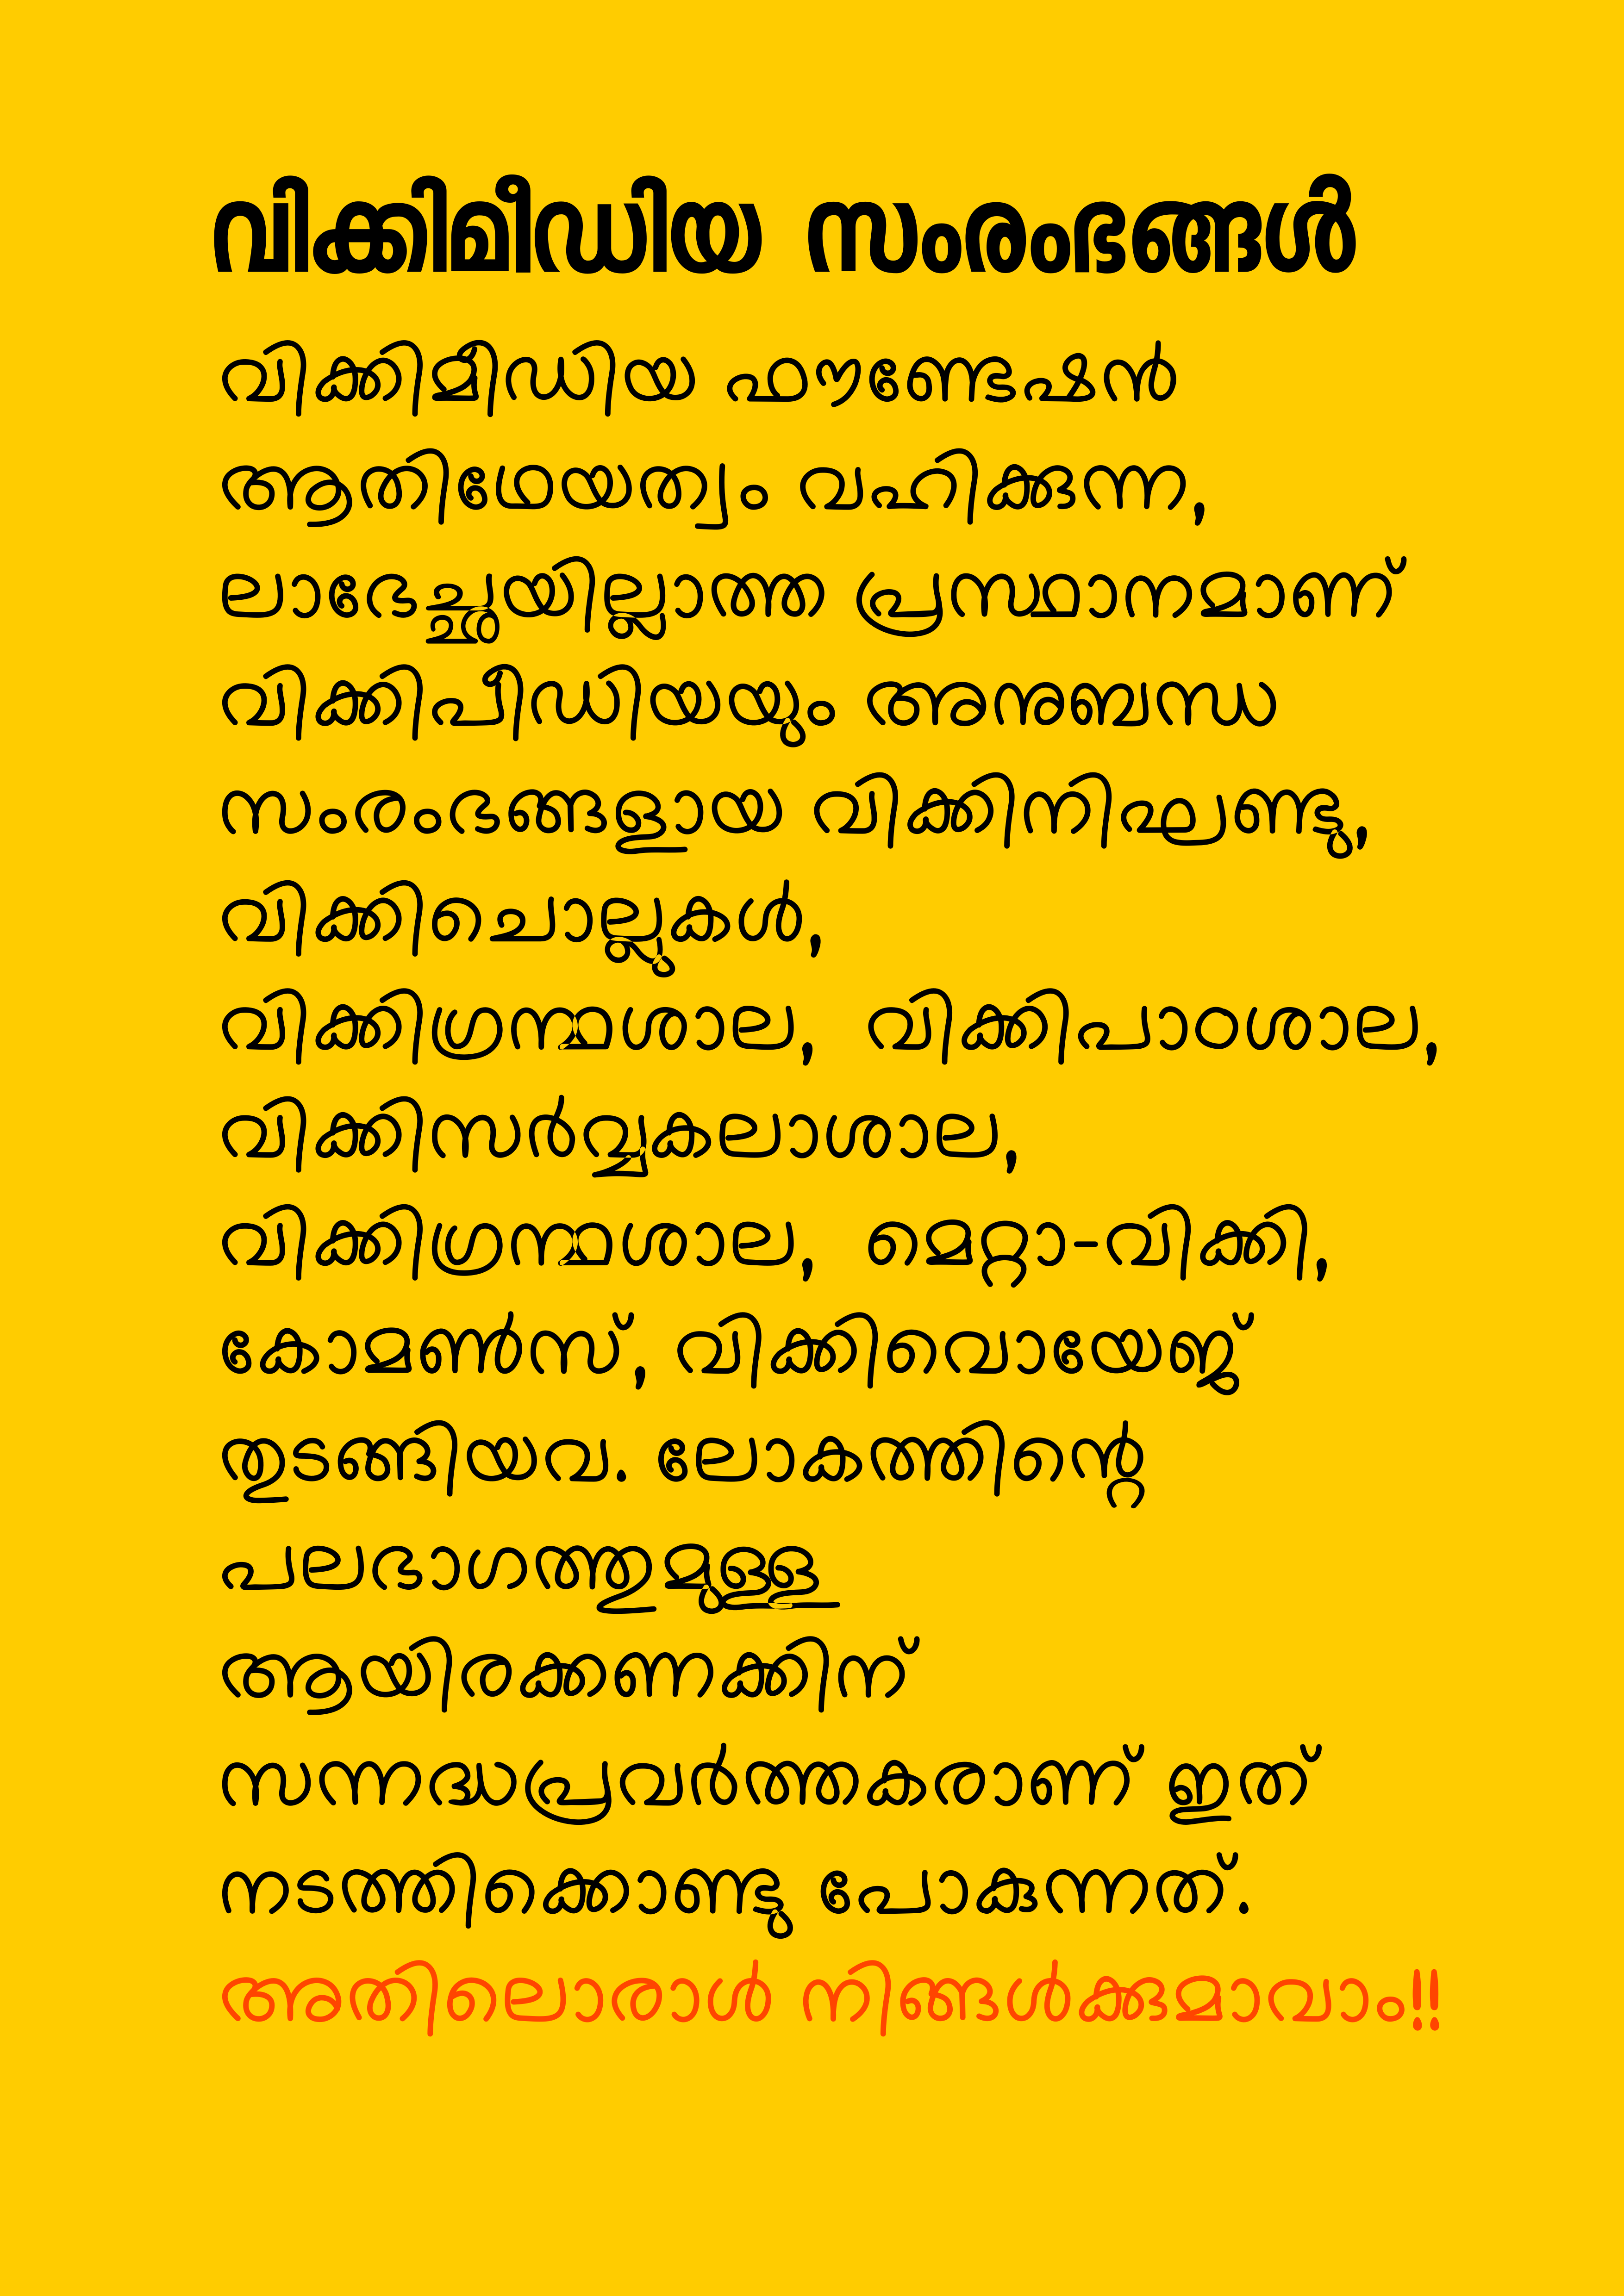 വിക്കിമീഡിയ സംരംഭങ്ങൾ
വിക്കിമീഡിയ ഫൗണ്ടേഷൻ
ആതിഥേയത്വം വഹിക്കുന്ന,
ലാഭേച്ഛയില്ലാത്ത പ്രസ്ഥാനമാണ്
വിക്കിപീഡിയയും അനുബന്ധ
സംരംഭങ്ങളായ വിക്കിനിഘണ്ടു,
വിക്കിചൊല്ലുകൾ,
വിക്കിഗ്രന്ഥശാല, വിക്കിപാഠശാല,
വിക്കിസർവ്വകലാശാല,
വിക്കിഗ്രന്ഥശാല, മെറ്റാ-വിക്കി,
കോമൺസ്, വിക്കിവൊയേജ്
തുടങ്ങിയവ. ലോകത്തിന്റെ
പലഭാഗത്തുമുള്ള
ആയിരക്കണക്കിന്
സന്നദ്ധപ്രവർത്തകരാണ് ഇത്
നടത്തിക്കൊണ്ടു പോകുന്നത്.
അതിലൊരാൾ നിങ്ങൾക്കുമാവാം!!